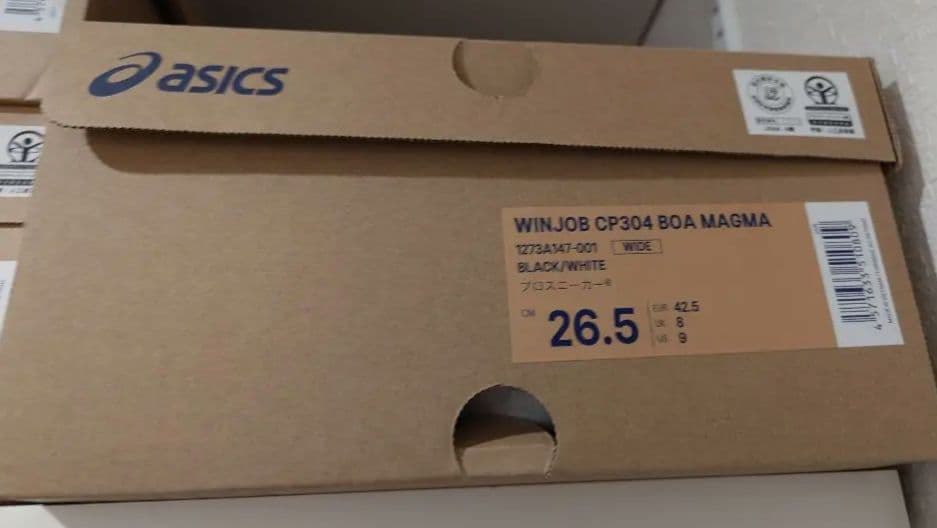 asics
WINJOB CP304 BOA MAGMA
1273A147-001 WIDE
BLACK/WHITE
プロスニーカー®
CM 26.5
EUR 42.5
UK 8
US 9